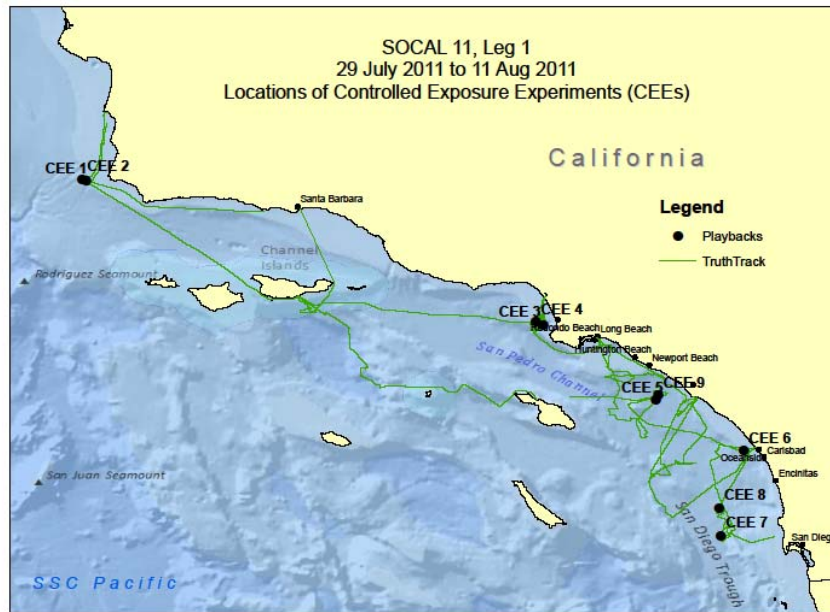 SOCAL 11, Leg 1
29 July 2011 to 11 Aug 2011
Locations of Controlled Exposure Experiments (CEEs)
California
CEE 1
CEE 2
Santa Barbara
Legend
Playbacks
TruthTrack
Channel
Islands
Rodriguez Seamount
CEE 3
CEE 4
Redondo Beach
Long Beach
Huntington Beach
Newport Beach
San Pedro Channel
CEE 5
CEE 9
CEE 6
Oceanside
Carlsbad
Encinitas
San Juan Seamount
CEE 8
CEE 7
San Diego Trough
San Dieg
SSC Pacific